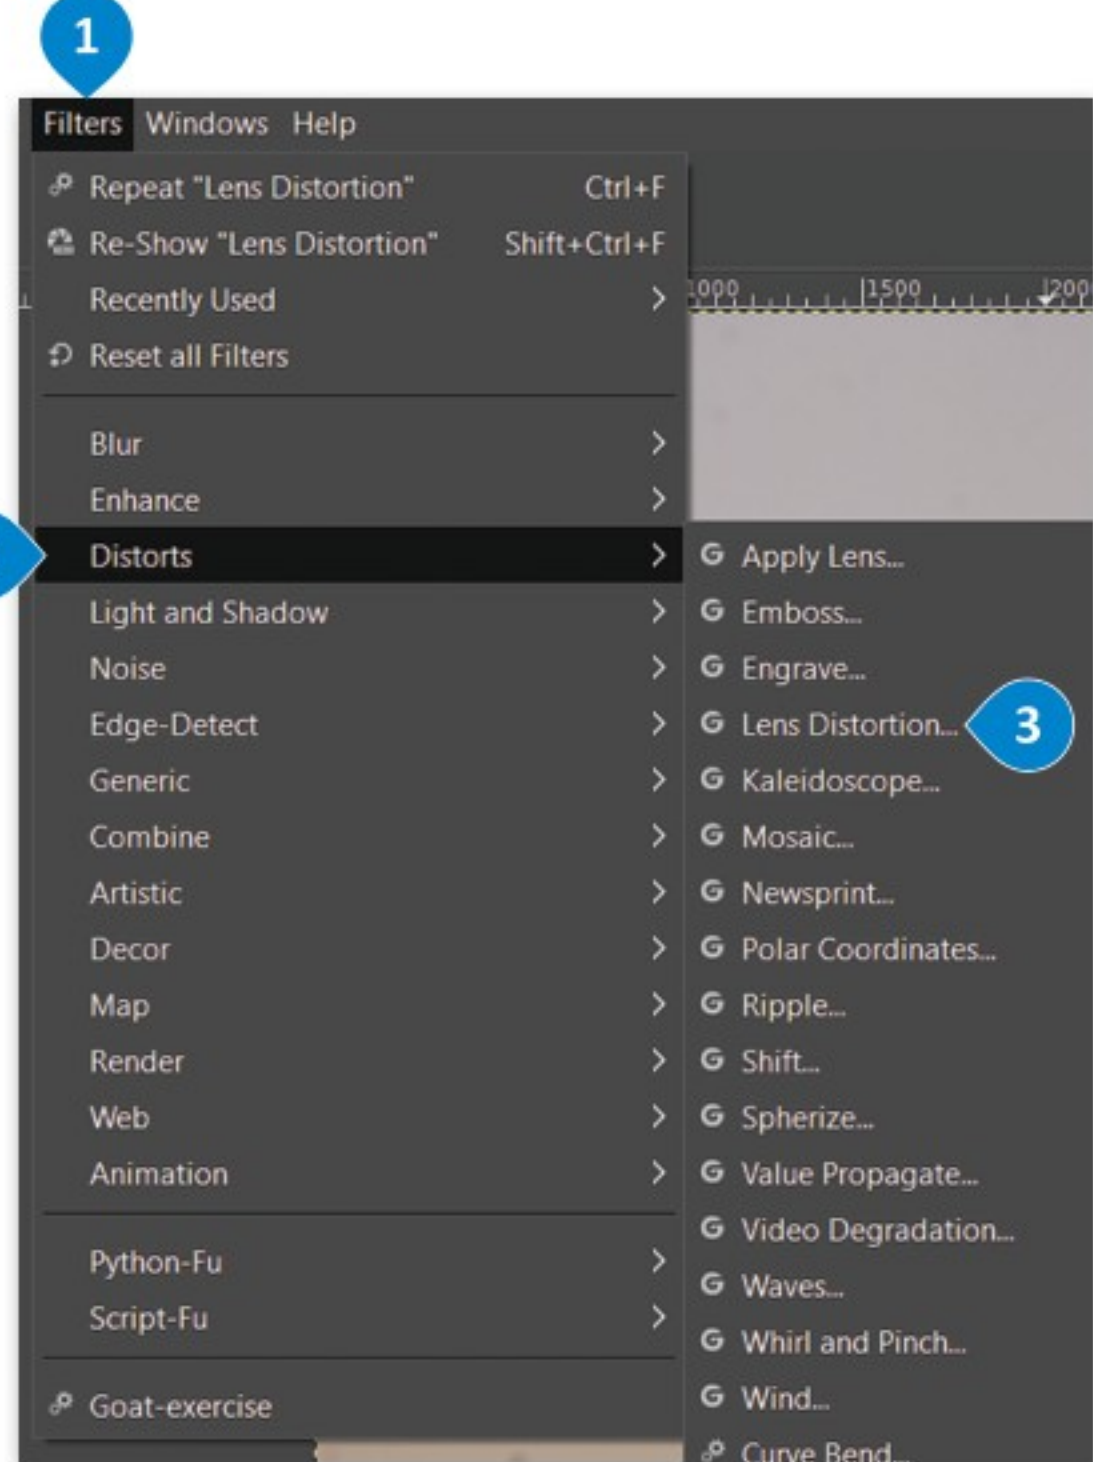 1
Filters Windows Help
Repeat "Lens Distortion" Ctrl+F
Re-Show "Lens Distortion" Shift+Ctrl+F
Recently Used >
Reset all Filters
1500
Blur >
Enhance >
Distorts >
Light and Shadow >
Noise >
Edge-Detect >
Generic >
Combine >
Artistic >
Decor >
Map >
Render >
Web >
Animation >
Python-Fu >
Script-Fu >
Goat-exercise
Apply Lens...
Emboss...
Engrave...
Lens Distortion...
3
Kaleidoscope...
Mosaic...
Newsprint...
Polar Coordinates...
Ripple...
Shift...
Spherize...
Value Propagate...
Video Degradation...
Waves...
Whirl and Pinch...
Wind...
Curve Bend...